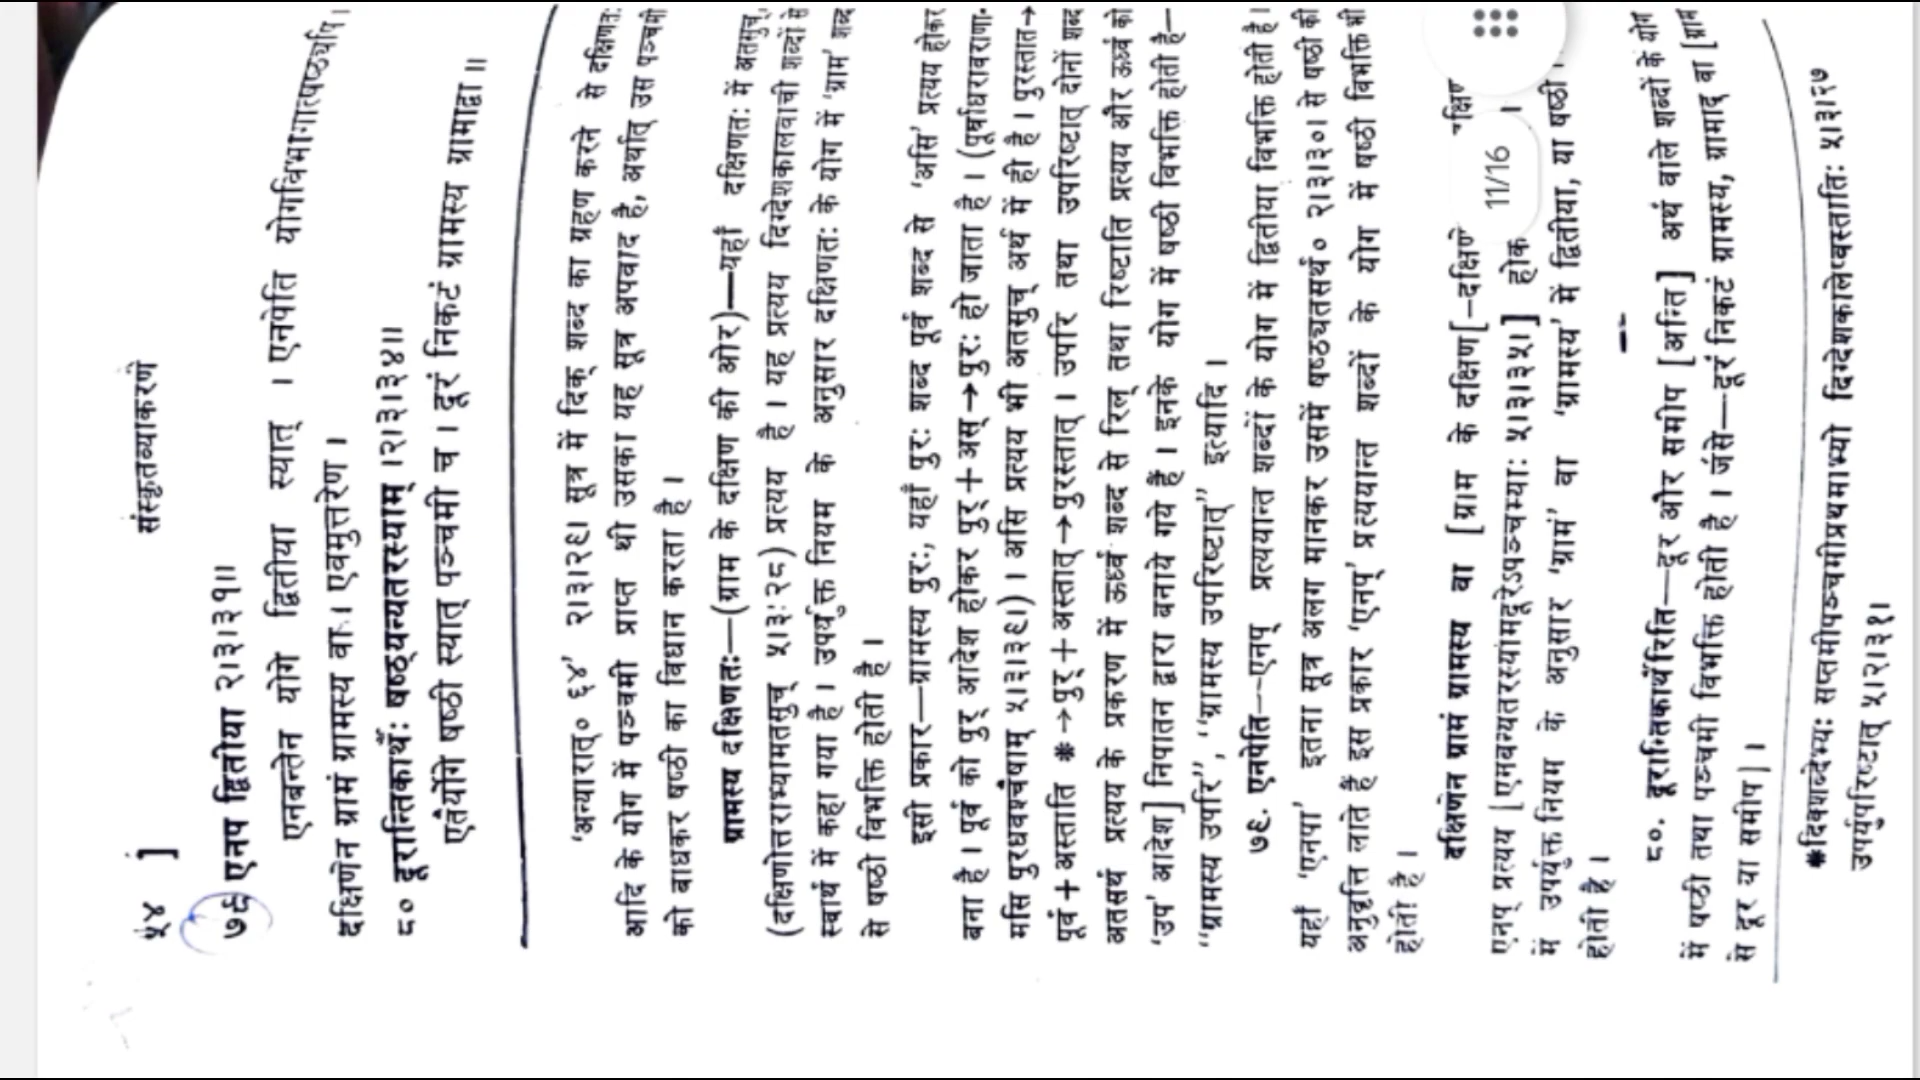 ५४ ] संस्कृतव्याकरणे
७९ एनपा द्वितीया २।३।३१॥
एनबन्तेन योगे द्वितीया स्यात् । एनपेति योगविभागात्षष्ठ्यपि ।
दक्षिणेन ग्रामं ग्रामस्य वा । एवमुत्तरेण ।
८० दूरान्तिकार्थैः षष्ठ्यन्यतरस्याम् ।२।३।३४॥
एतैर्योगे षष्ठी स्यात् पञ्चमी च । दूरं निकटं ग्रामस्य ग्रामाद्वा ॥
'अन्यारात्० ६४' २।३।२९। सूत्र में दिक् शब्द का ग्रहण करने से दक्षिणतः
आदि के योग में पञ्चमी प्राप्त थी उसका यह सूत्र अपवाद है, अर्थात् उस पञ्चमी
को बाधकर षष्ठी का विधान करता है ।
ग्रामस्य दक्षिणतः—(ग्राम के दक्षिण की ओर)—यहाँ दक्षिणतः में अतसुच्
(दक्षिणोत्तराभ्यामतसुच् ५।३।२८) प्रत्यय है । यह प्रत्यय दिग्देशकालवाची शब्दों से
स्वार्थ में कहा गया है । उपर्युक्त नियम के अनुसार दक्षिणतः के योग में 'ग्राम' शब्द
से षष्ठी विभक्ति होती है ।
इसी प्रकार—ग्रामस्य पुरः, यहाँ पुरः शब्द पूर्व शब्द से 'असि' प्रत्यय होकर
बना है । पूर्व को पुर् आदेश होकर पुर् + अस् → पुरः हो जाता है । (पूर्वाधरावराणा-
मसि पुरधवश्चैषाम् ५।३।३९।) । असि प्रत्यय भी अतसुच् अर्थ में ही है । पुरस्तात →
पूर्व + अस्ताति * → पुर् + अस्तात् → पुरस्तात् । उपरि तथा उपरिष्टात् दोनों शब्द
अतसर्थ प्रत्यय के प्रकरण में ऊर्ध्व शब्द से रिल् तथा रिष्टाति प्रत्यय और ऊर्ध्व को
'उप' आदेश] निपातन द्वारा बनाये गये हैं । इनके योग में षष्ठी विभक्ति होती है—
"ग्रामस्य उपरि", "ग्रामस्य उपरिष्टात्" इत्यादि ।
७९. एनपेति—एनप् प्रत्ययान्त शब्दों के योग में द्वितीया विभक्ति होती है ।
यहाँ 'एनपा' इतना सूत्र अलग मानकर उसमें षष्ठ्यतसर्थ० २।३।३०। से षष्ठी की
अनुवृत्ति लाते हैं इस प्रकार 'एनप्' प्रत्ययान्त शब्दों के योग में षष्ठी विभक्ति भी
होती है ।
दक्षिणेन ग्रामं ग्रामस्य वा [ग्राम के दक्षिण [—दक्षिणे
एनप् प्रत्यय [एनबन्यतरस्यामदूरेऽपञ्चम्याः ५।३।३५।] होक
में उपर्युक्त नियम के अनुसार 'ग्रामं' वा 'ग्रामस्य' में द्वितीया, या षष्ठी ।
होती है ।
८०. दूरान्तिकार्थैरिति—दूर और समीप [अन्ति] अर्थ वाले शब्दों के योग
में षष्ठी तथा पञ्चमी विभक्ति होती है । जैसे—दूरं निकटं ग्रामस्य, ग्रामाद् वा [ग्राम
से दूर या समीप] ।
*दिक्शब्देभ्यः सप्तमीपञ्चमीप्रथमाभ्यो दिग्देशकालेष्वस्तातिः ५।३।२७
उपर्युपरिष्टात् ५।२।३१।
11/16